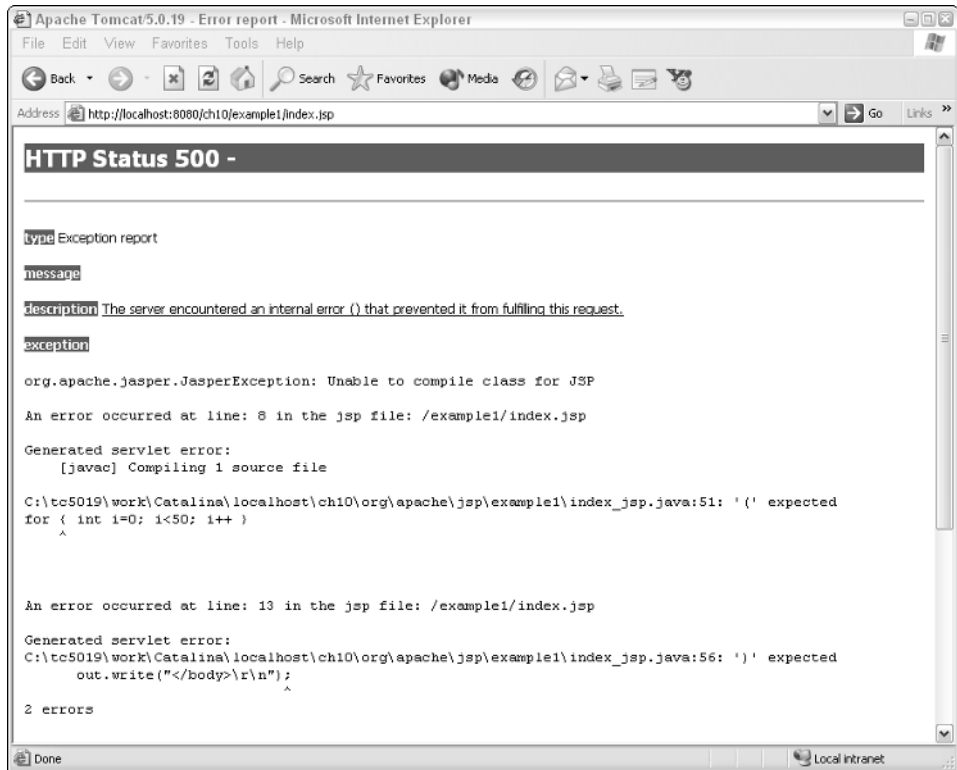 Apache Tomcat/5.0.19 - Error report - Microsoft Internet Explorer
File Edit View Favorites Tools Help
Back Search Favorites Media
Address http://localhost:8080/ch10/example1/index.jsp Go Links »
HTTP Status 500 -
type Exception report
message
description The server encountered an internal error () that prevented it from fulfilling this request.
exception
org.apache.jasper.JasperException: Unable to compile class for JSP
An error occurred at line: 8 in the jsp file: /example1/index.jsp
Generated servlet error:
[javac] Compiling 1 source file
C:\tc5019\work\Catalina\localhost\ch10\org\apache\jsp\example1\index_jsp.java:51: '(' expected
for { int i=0; i<50; i++ )
^
An error occurred at line: 13 in the jsp file: /example1/index.jsp
Generated servlet error:
C:\tc5019\work\Catalina\localhost\ch10\org\apache\jsp\example1\index_jsp.java:56: ')' expected
out.write("</body>\r\n");
^
2 errors
Done Local intranet